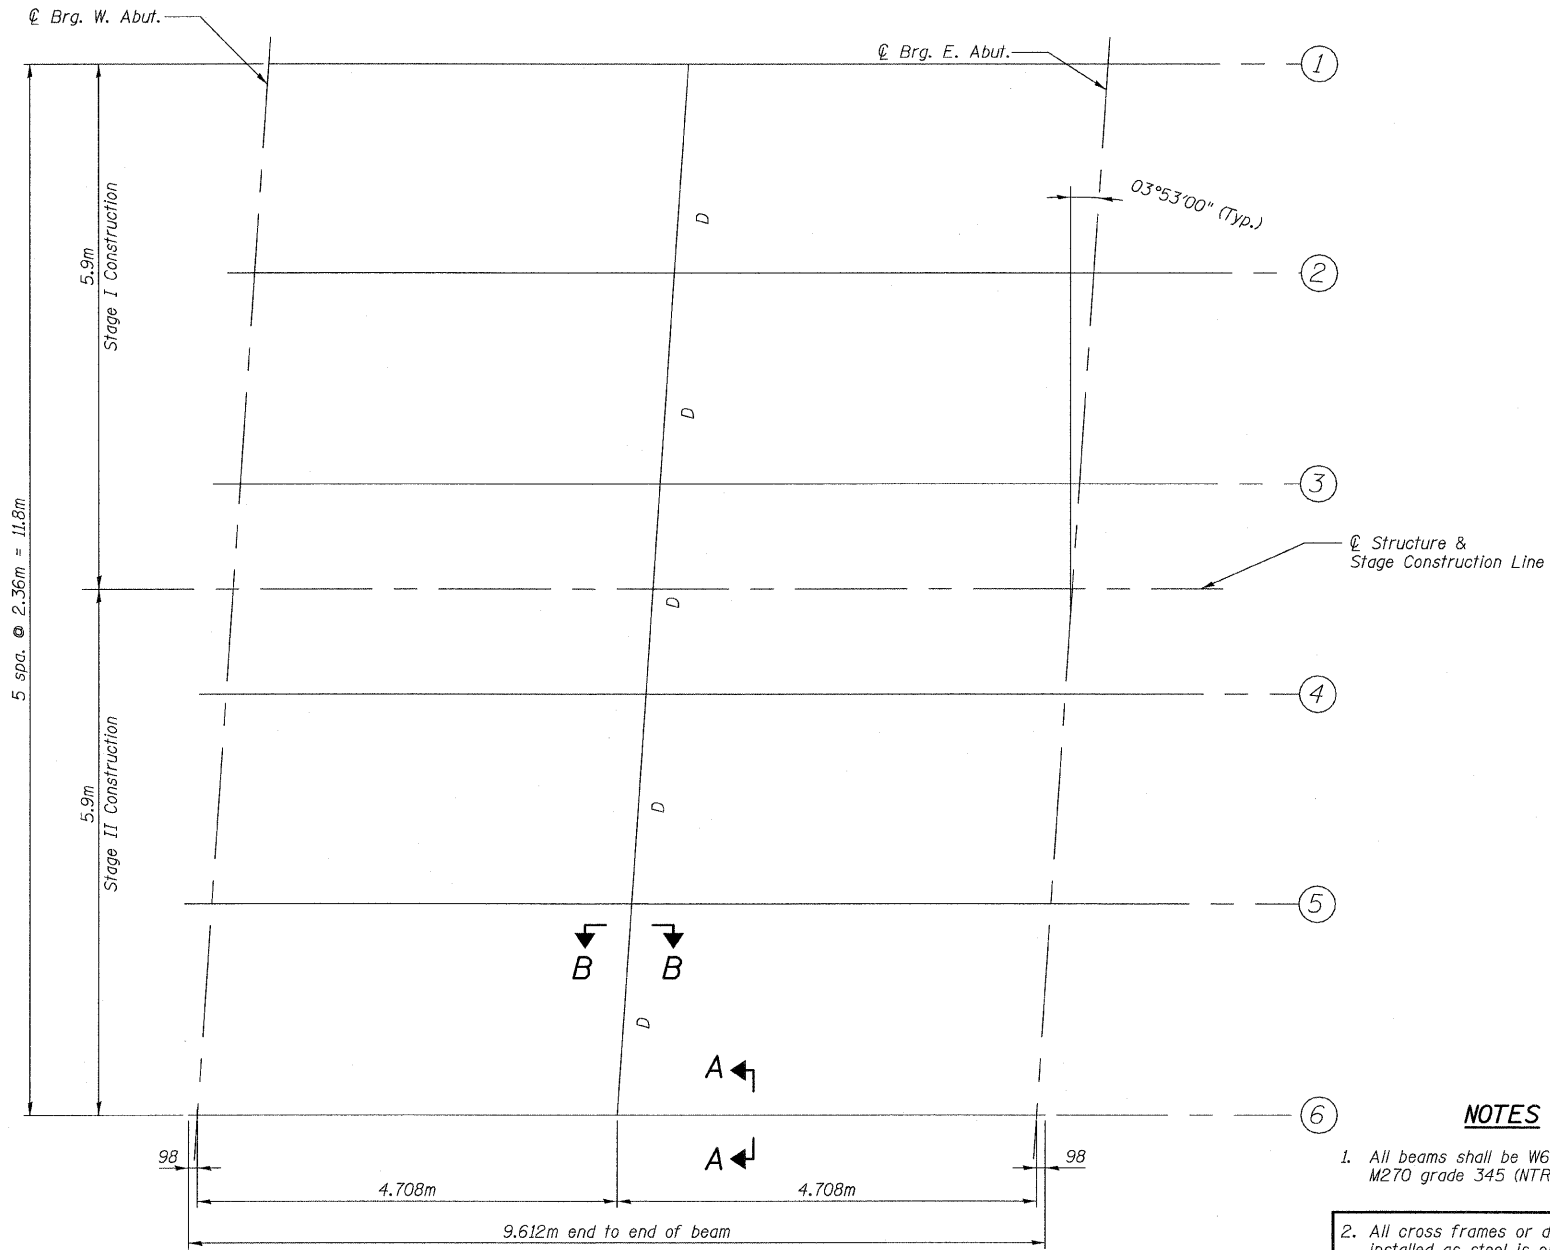 ℄ Brg. W. Abut.
℄ Brg. E. Abut.
1
03°53'00" (Typ.)
D
5.9m
Stage I Construction
2
D
3
5 spa. @ 2.36m = 11.8m
℄ Structure &
Stage Construction Line
D
4
5.9m
Stage II Construction
D
5
B B
D
A
6
A
98
98
4.708m
4.708m
9.612m end to end of beam
NOTES
1. All beams shall be W6
M270 grade 345 (NTR
2. All cross frames or d